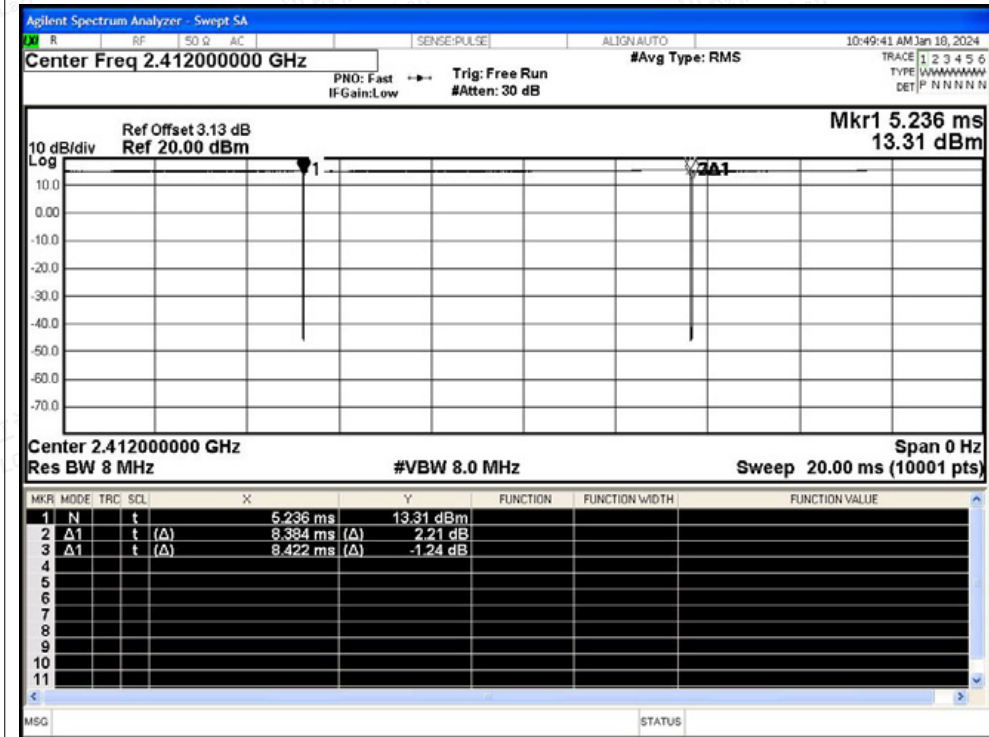 Agilent Spectrum Analyzer - Swept SA
R RF 50 Ω AC SENSE:PULSE ALIGN AUTO 10:49:41 AM Jan 18, 2024
Center Freq 2.412000000 GHz #Avg Type: RMS TRACE 1 2 3 4 5 6
PNO: Fast Trig: Free Run TYPE WWWWWW
IFGain:Low #Atten: 30 dB DET P N N N N N
Mkr1 5.236 ms
Ref Offset 3.13 dB
10 dB/div Ref 20.00 dBm 13.31 dBm
Log
1 2Δ1
10.0
0.00
-10.0
-20.0
-30.0
-40.0
-50.0
-60.0
-70.0
Center 2.412000000 GHz Span 0 Hz
Res BW 8 MHz #VBW 8.0 MHz Sweep 20.00 ms (10001 pts)
MKR MODE TRC SCL X Y FUNCTION FUNCTION WIDTH FUNCTION VALUE
1 N t 5.236 ms 13.31 dBm
2 Δ1 t (Δ) 8.384 ms (Δ) 2.21 dB
3 Δ1 t (Δ) 8.422 ms (Δ) -1.24 dB
4
5
6
7
8
9
10
11
MSG STATUS